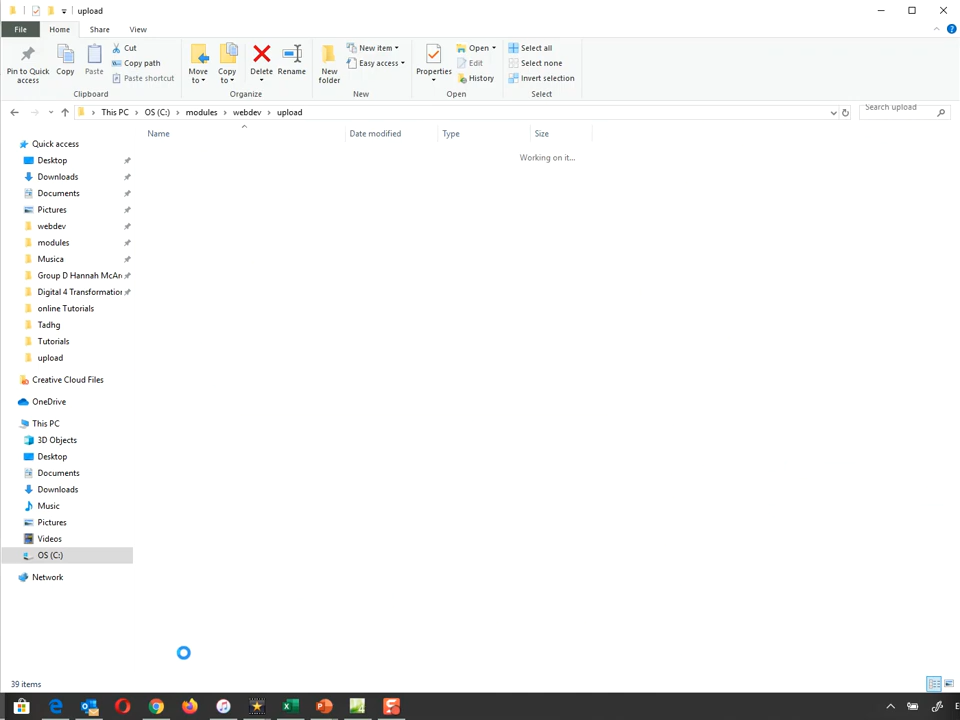 upload
File Home Share View
Pin to Quick access
Copy
Paste
Cut
Copy path
Paste shortcut
Clipboard
Move to
Copy to
Delete
Rename
Organize
New folder
New item
Easy access
New
Properties
Open
Edit
History
Open
Select all
Select none
Invert selection
Select
This PC > OS (C:) > modules > webdev > upload
Search upload
Name Date modified Type Size
Working on it...
Quick access
Desktop
Downloads
Documents
Pictures
webdev
modules
Musica
Group D Hannah McAr
Digital 4 Transformation
online Tutorials
Tadhg
Tutorials
upload
Creative Cloud Files
OneDrive
This PC
3D Objects
Desktop
Documents
Downloads
Music
Pictures
Videos
OS (C:)
Network
39 items